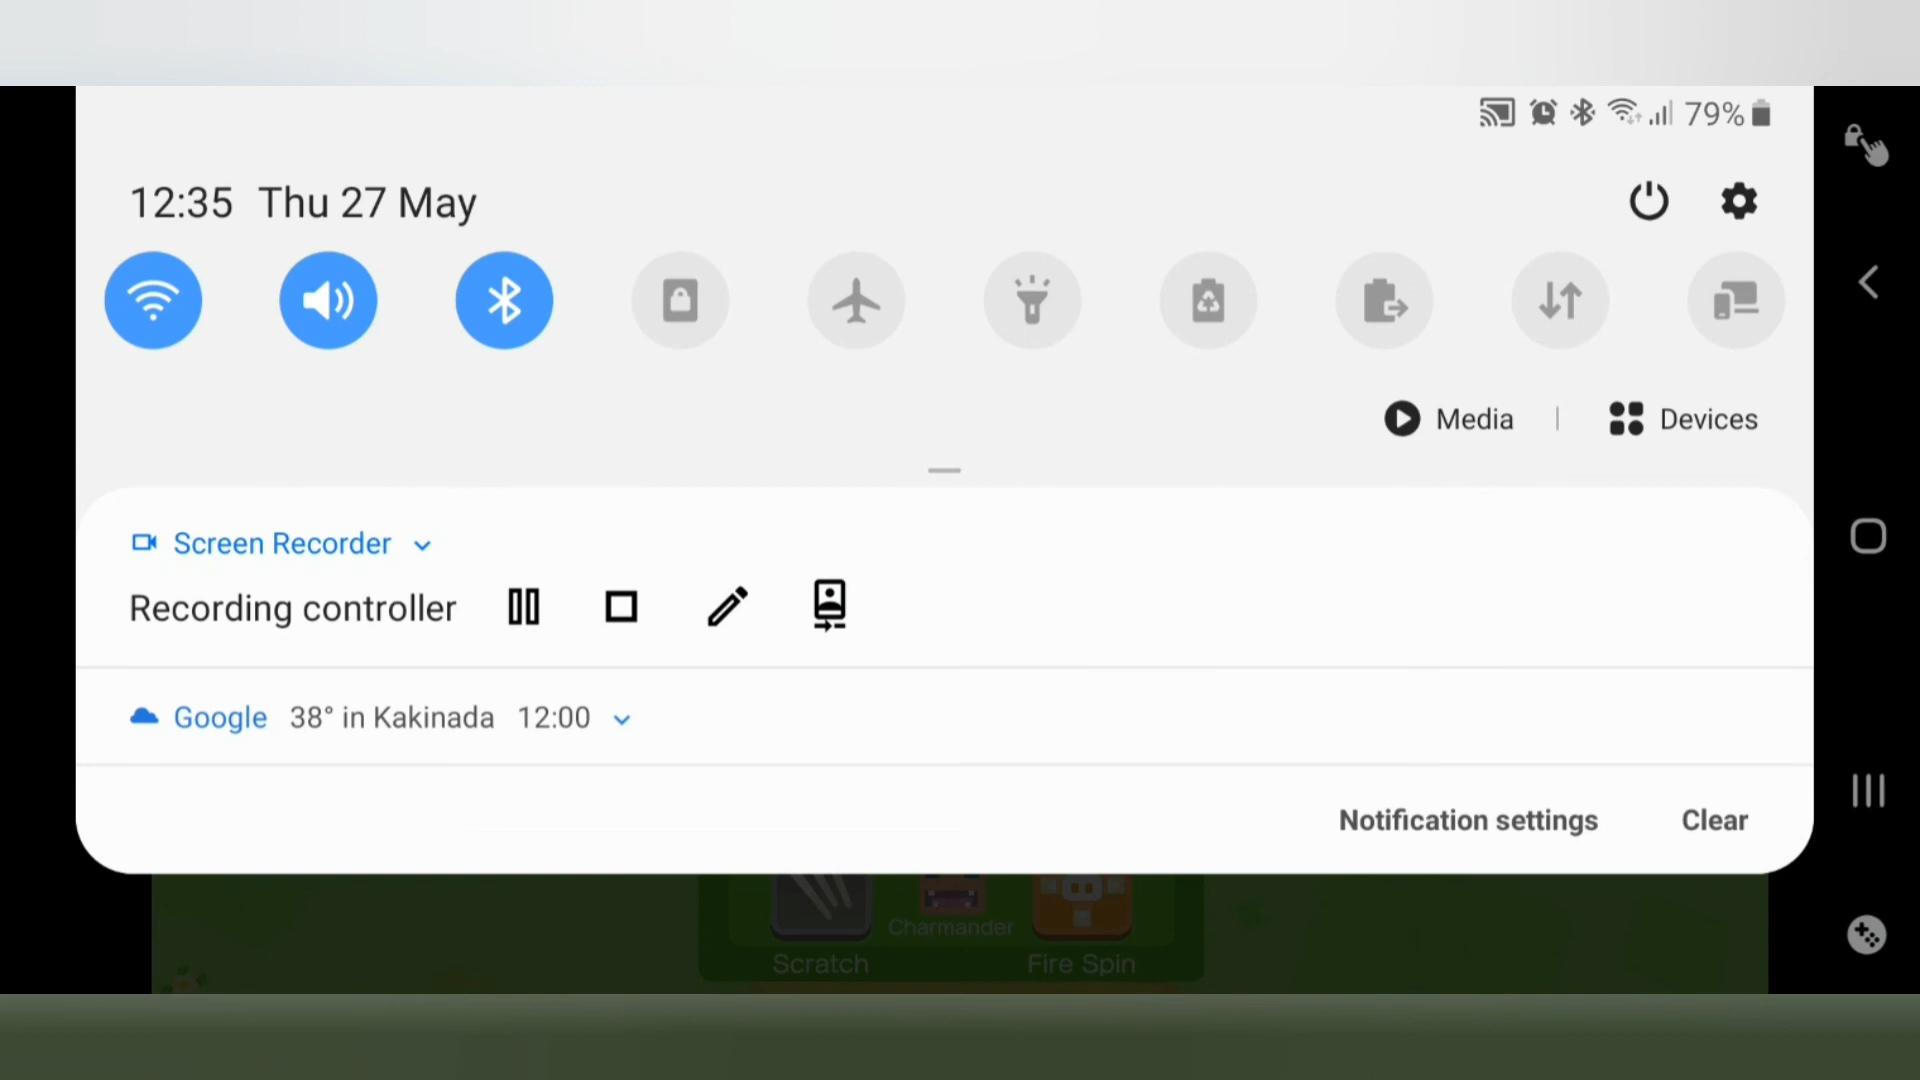 79%
12:35 Thu 27 May
Media | Devices
Screen Recorder
Recording controller
Google 38° in Kakinada 12:00
Notification settings Clear
Charmander
Scratch Fire Spin